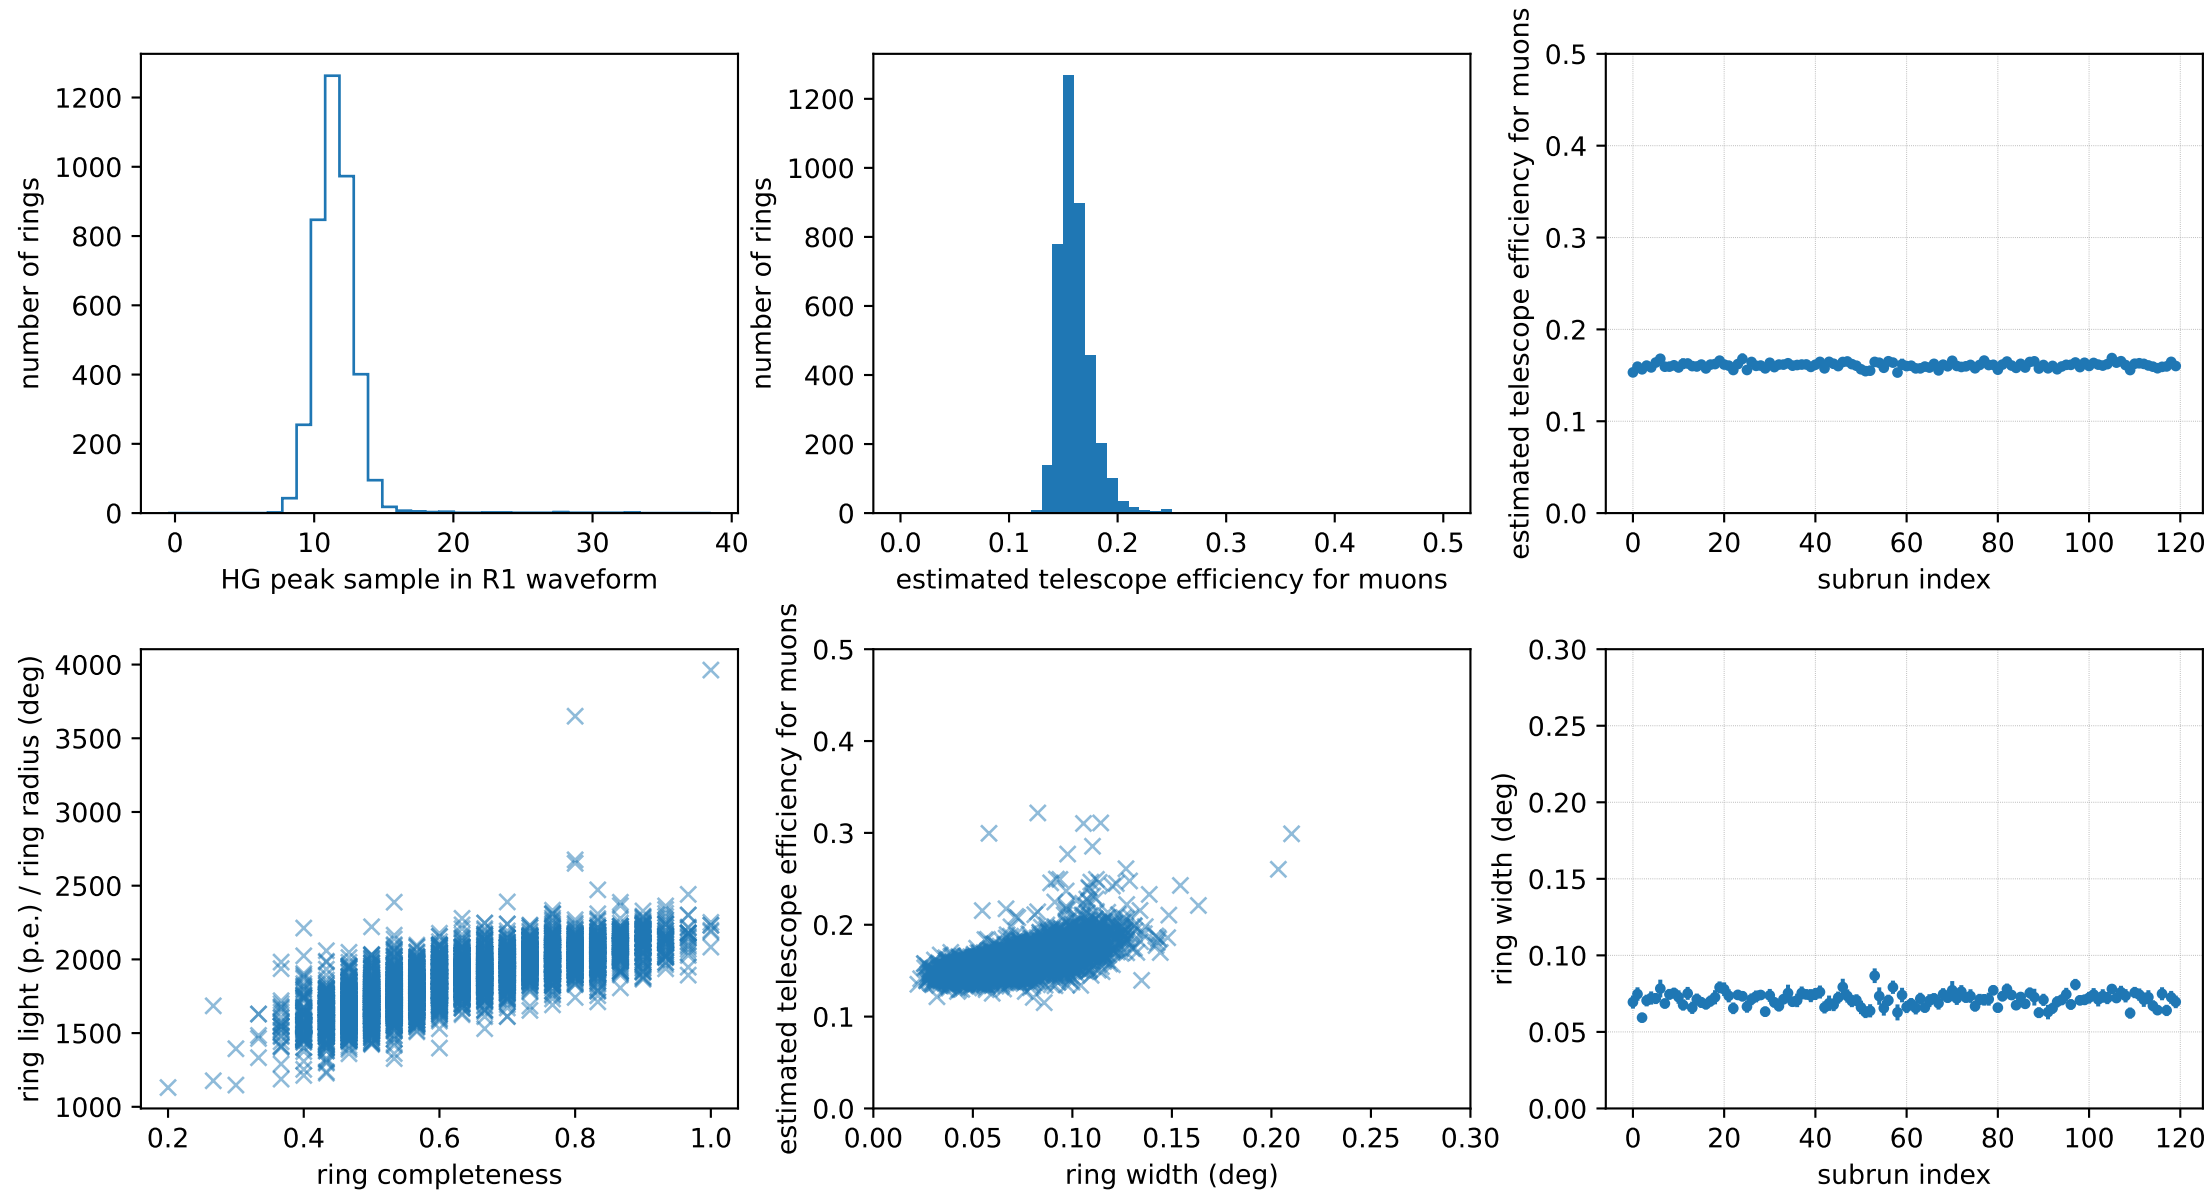 number of rings
1200
1000
800
600
400
200
0
0 10 20 30 40
HG peak sample in R1 waveform
number of rings
1200
1000
800
600
400
200
0
0.0 0.1 0.2 0.3 0.4 0.5
estimated telescope efficiency for muons
estimated telescope efficiency for muons
0.5
0.4
0.3
0.2
0.1
0.0
0 20 40 60 80 100 120
subrun index
ring light (p.e.) / ring radius (deg)
4000
3500
3000
2500
2000
1500
1000
0.2 0.4 0.6 0.8 1.0
ring completeness
estimated telescope efficiency for muons
0.5
0.4
0.3
0.2
0.1
0.0
0.00 0.05 0.10 0.15 0.20 0.25 0.30
ring width (deg)
ring width (deg)
0.30
0.25
0.20
0.15
0.10
0.05
0.00
0 20 40 60 80 100 120
subrun index